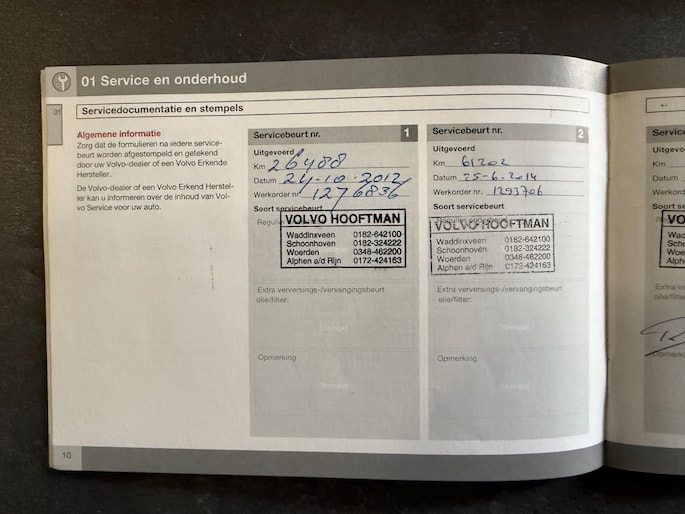 01 Service en onderhoud
01
Servicedocumentatie en stempels
Algemene informatie
Zorg dat de formulieren na iedere service-
beurt worden afgestempeld en getekend
door uw Volvo-dealer of een Volvo Erkende
Hersteller.
De Volvo-dealer of een Volvo Erkend Herstel-
ler kan u informeren over de inhoud van Vol-
vo Service voor uw auto.
Servicebeurt nr. 1
Uitgevoerd
Km 26488
Datum 24-10-2012
Werkorder nr. 1276836
Soort servicebeurt
VOLVO HOOFTMAN
Waddinxveen 0182-642100
Schoonhoven 0182-324222
Woerden 0348-462200
Alphen a/d Rijn 0172-424163
Extra verversings-/vervangingsbeurt
olie/filter:
Stempel
Opmerking
Stempel
Servicebeurt nr. 2
Uitgevoerd
Km 61202
Datum 25-6-2014
Werkorder nr. 1293706
Soort servicebeurt
VOLVO HOOFTMAN
Waddinxveen 0182-642100
Schoonhoven 0182-324222
Woerden 0348-462200
Alphen a/d Rijn 0172-424163
Extra verversings-/vervangingsbeurt
olie/filter:
Stempel
Opmerking
Stempel
10
←
Km
Datum
Werkorder
olie/filter: